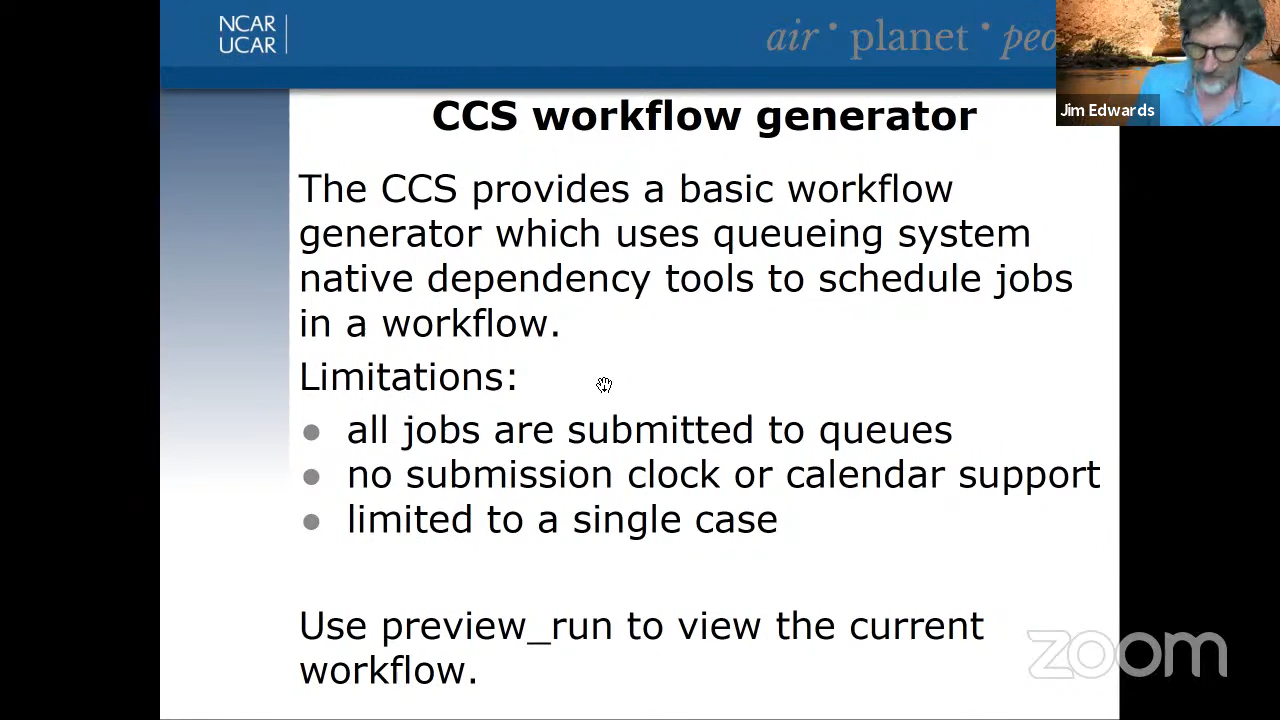 NCAR
UCAR
air • planet • peo
Jim Edwards
CCS workflow generator
The CCS provides a basic workflow
generator which uses queueing system
native dependency tools to schedule jobs
in a workflow.
Limitations:
● all jobs are submitted to queues
● no submission clock or calendar support
● limited to a single case
Use preview_run to view the current
workflow.
zoom